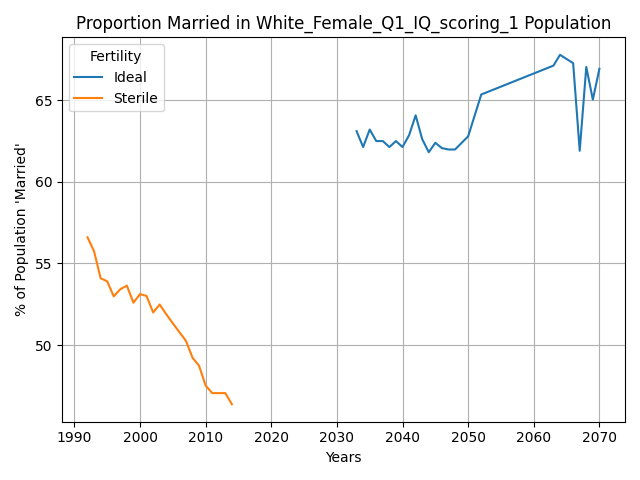 Proportion Married in White_Female_Q1_IQ_scoring_1 Population
Fertility
Ideal
Sterile
% of Population 'Married'
65
60
55
50
1990 2000 2010 2020 2030 2040 2050 2060 2070
Years